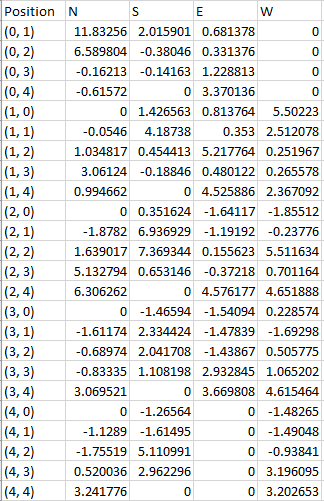 Position N S E W
(0, 1) 11.83256 2.015901 0.681378 0
(0, 2) 6.589804 -0.38046 0.331376 0
(0, 3) -0.16213 -0.14163 1.228813 0
(0, 4) -0.61572 0 3.370136 0
(1, 0) 0 1.426563 0.813764 5.50223
(1, 1) -0.0546 4.18738 0.353 2.512078
(1, 2) 1.034817 0.454413 5.217764 0.251967
(1, 3) 3.06124 -0.18846 0.480122 0.265578
(1, 4) 0.994662 0 4.525886 2.367092
(2, 0) 0 0.351624 -1.64117 -1.85512
(2, 1) -1.8782 6.936929 -1.19192 -0.23776
(2, 2) 1.639017 7.369344 0.155623 5.511634
(2, 3) 5.132794 0.653146 -0.37218 0.701164
(2, 4) 6.306262 0 4.576177 4.651888
(3, 0) 0 -1.46594 -1.54094 0.228574
(3, 1) -1.61174 2.334424 -1.47839 -1.69298
(3, 2) -0.68974 2.041708 -1.43867 0.505775
(3, 3) -0.83335 1.108198 2.932845 1.065202
(3, 4) 3.069521 0 3.669808 4.615464
(4, 0) 0 -1.26564 0 -1.48265
(4, 1) -1.1289 -1.61495 0 -1.49048
(4, 2) -1.75519 5.110991 0 -0.93841
(4, 3) 0.520036 2.962296 0 3.196095
(4, 4) 3.241776 0 0 3.202653